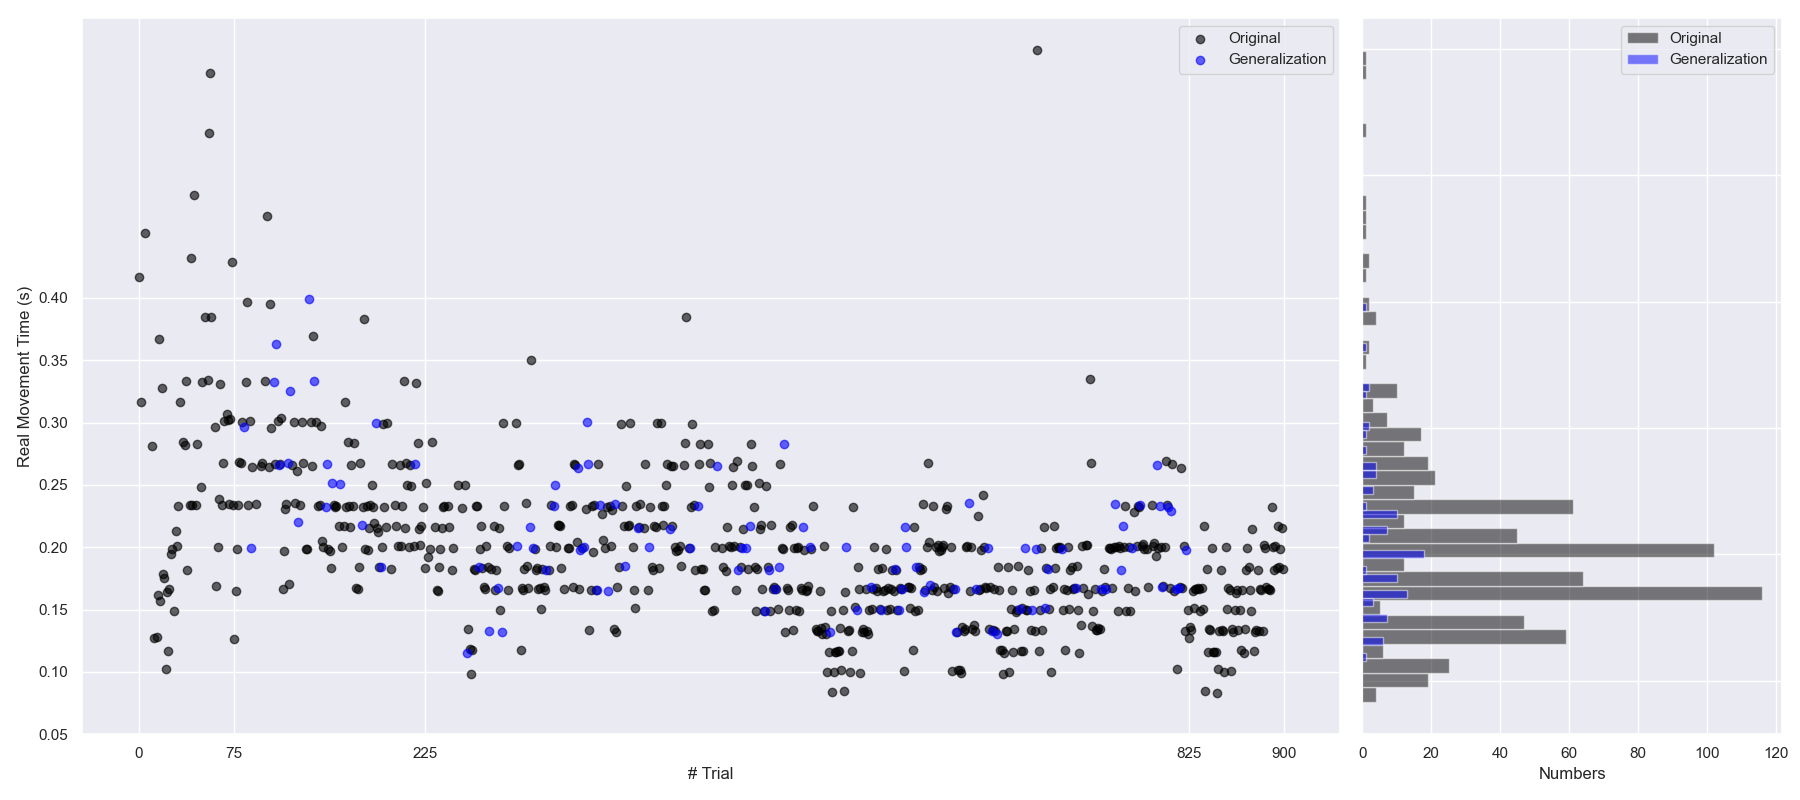 Original
Generalization
Original
Generalization
Real Movement Time (s)
0.40
0.35
0.30
0.25
0.20
0.15
0.10
0.05
0 75 225 825 900
# Trial
0 20 40 60 80 100 120
Numbers